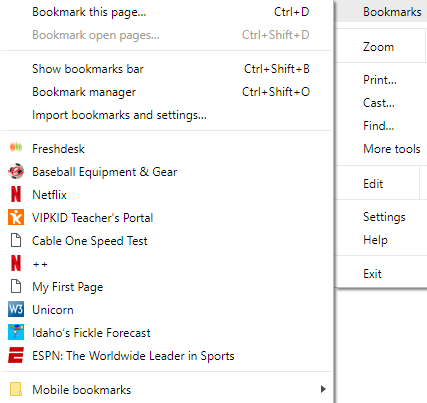 Bookmark this page... Ctrl+D
Bookmark open pages... Ctrl+Shift+D
Show bookmarks bar Ctrl+Shift+B
Bookmark manager Ctrl+Shift+O
Import bookmarks and settings...
Freshdesk
Baseball Equipment & Gear
N Netflix
VIPKID Teacher's Portal
Cable One Speed Test
N ++
My First Page
W3 Unicorn
Idaho's Fickle Forecast
E ESPN: The Worldwide Leader in Sports
Mobile bookmarks
Bookmarks
Zoom
Print...
Cast...
Find...
More tools
Edit
Settings
Help
Exit